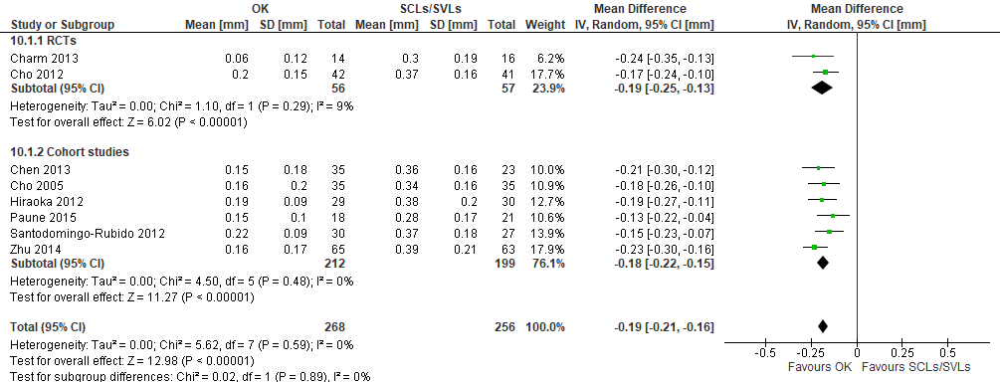 OK SCLs/SVLs Mean Difference Mean Difference
Study or Subgroup Mean [mm] SD [mm] Total Mean [mm] SD [mm] Total Weight IV, Random, 95% CI [mm] IV, Random, 95% CI [mm]
10.1.1 RCTs
Charm 2013 0.06 0.12 14 0.3 0.19 16 6.2% -0.24 [-0.35, -0.13]
Cho 2012 0.2 0.15 42 0.37 0.16 41 17.7% -0.17 [-0.24, -0.10]
Subtotal (95% CI) 56 57 23.9% -0.19 [-0.25, -0.13]
Heterogeneity: Tau² = 0.00; Chi² = 1.10, df = 1 (P = 0.29); I² = 9%
Test for overall effect: Z = 6.02 (P < 0.00001)
10.1.2 Cohort studies
Chen 2013 0.15 0.18 35 0.36 0.16 23 10.0% -0.21 [-0.30, -0.12]
Cho 2005 0.16 0.2 35 0.34 0.16 35 10.9% -0.18 [-0.26, -0.10]
Hiraoka 2012 0.19 0.09 29 0.38 0.2 30 12.7% -0.19 [-0.27, -0.11]
Paune 2015 0.15 0.1 18 0.28 0.17 21 10.6% -0.13 [-0.22, -0.04]
Santodomingo-Rubido 2012 0.22 0.09 30 0.37 0.18 27 13.9% -0.15 [-0.23, -0.07]
Zhu 2014 0.16 0.17 65 0.39 0.21 63 17.9% -0.23 [-0.30, -0.16]
Subtotal (95% CI) 212 199 76.1% -0.18 [-0.22, -0.15]
Heterogeneity: Tau² = 0.00; Chi² = 4.50, df = 5 (P = 0.48); I² = 0%
Test for overall effect: Z = 11.27 (P < 0.00001)
Total (95% CI) 268 256 100.0% -0.19 [-0.21, -0.16]
Heterogeneity: Tau² = 0.00; Chi² = 5.62, df = 7 (P = 0.59); I² = 0%
Test for overall effect: Z = 12.98 (P < 0.00001)
Test for subgroup differences: Chi² = 0.02, df = 1 (P = 0.89), I² = 0%
-0.5 -0.25 0 0.25 0.5
Favours OK Favours SCLs/SVLs